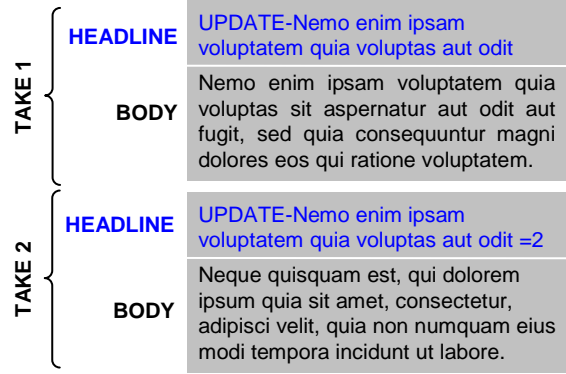 TAKE 1
HEADLINE
UPDATE-Nemo enim ipsam
voluptatem quia voluptas aut odit
BODY
Nemo enim ipsam voluptatem quia
voluptas sit aspernatur aut odit aut
fugit, sed quia consequuntur magni
dolores eos qui ratione voluptatem.
TAKE 2
HEADLINE
UPDATE-Nemo enim ipsam
voluptatem quia voluptas aut odit =2
BODY
Neque quisquam est, qui dolorem
ipsum quia sit amet, consectetur,
adipisci velit, quia non numquam eius
modi tempora incidunt ut labore.